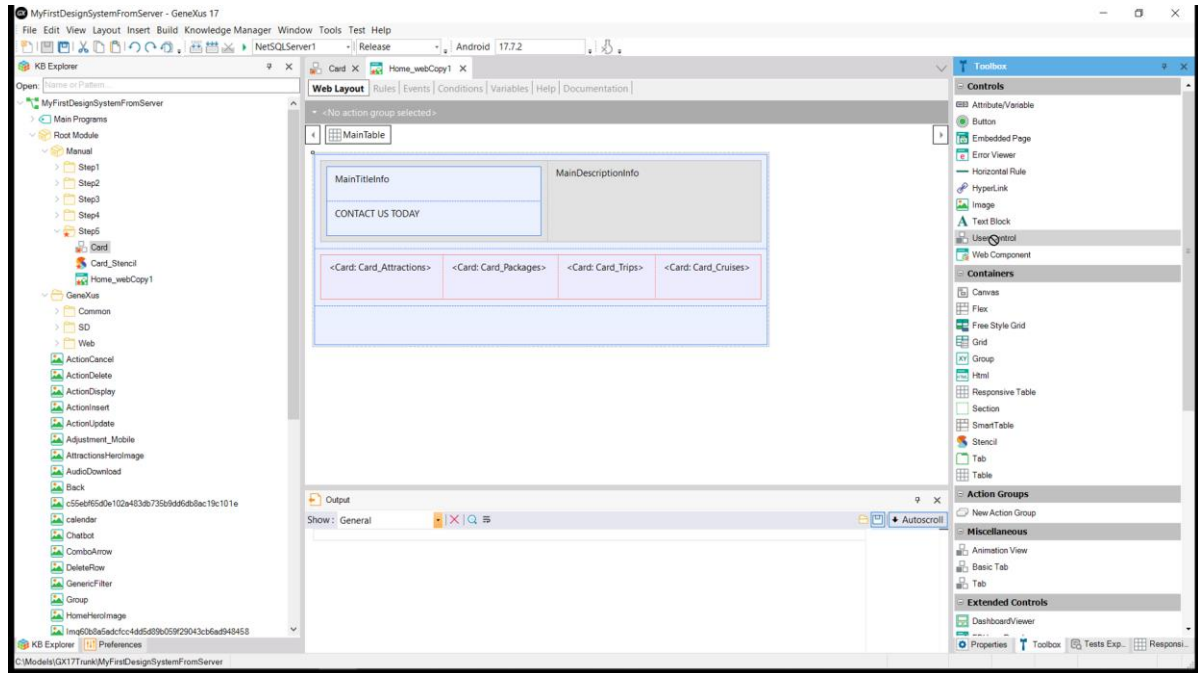 MyFirstDesignSystemFromServer - GeneXus 17
File Edit View Layout Insert Build Knowledge Manager Window Tools Test Help
NetSQLServer1 Release Android 17.7.2
KB Explorer
Open: Name or Pattern...
MyFirstDesignSystemFromServer
Main Programs
Root Module
Manual
Step1
Step2
Step3
Step4
Step5
Card
Card_Stencil
Home_webCopy1
GeneXus
Common
SD
Web
ActionCancel
ActionDelete
ActionDisplay
ActionInsert
ActionUpdate
Adjustment_Mobile
AttractionsHeroImage
AudioDownload
Back
calendar
Chatbot
ComboArrow
DeleteRow
GenericFilter
Group
HomeHeroImage
KB Explorer Preferences
C:\Models\GX17Trunk\MyFirstDesignSystemFromServer
Card Home_webCopy1
Web Layout Rules Events Conditions Variables Help Documentation
<No action group selected>
MainTable
MainTitleInfo
MainDescriptionInfo
CONTACT US TODAY
<Card: Card_Attractions> <Card: Card_Packages> <Card: Card_Trips> <Card: Card_Cruises>
Output
Show: General Autoscroll
Toolbox
Controls
Attribute/Variable
Button
Embedded Page
Error Viewer
Horizontal Rule
HyperLink
Image
Text Block
Web Component
Containers
Canvas
Flex
Free Style Grid
Grid
Group
Html
Responsive Table
Section
SmartTable
Stencil
Tab
Table
Action Groups
New Action Group
Miscellaneous
Animation View
Basic Tab
Tab
Extended Controls
DashboardViewer
Properties Toolbox Tests Exp... Responsi...